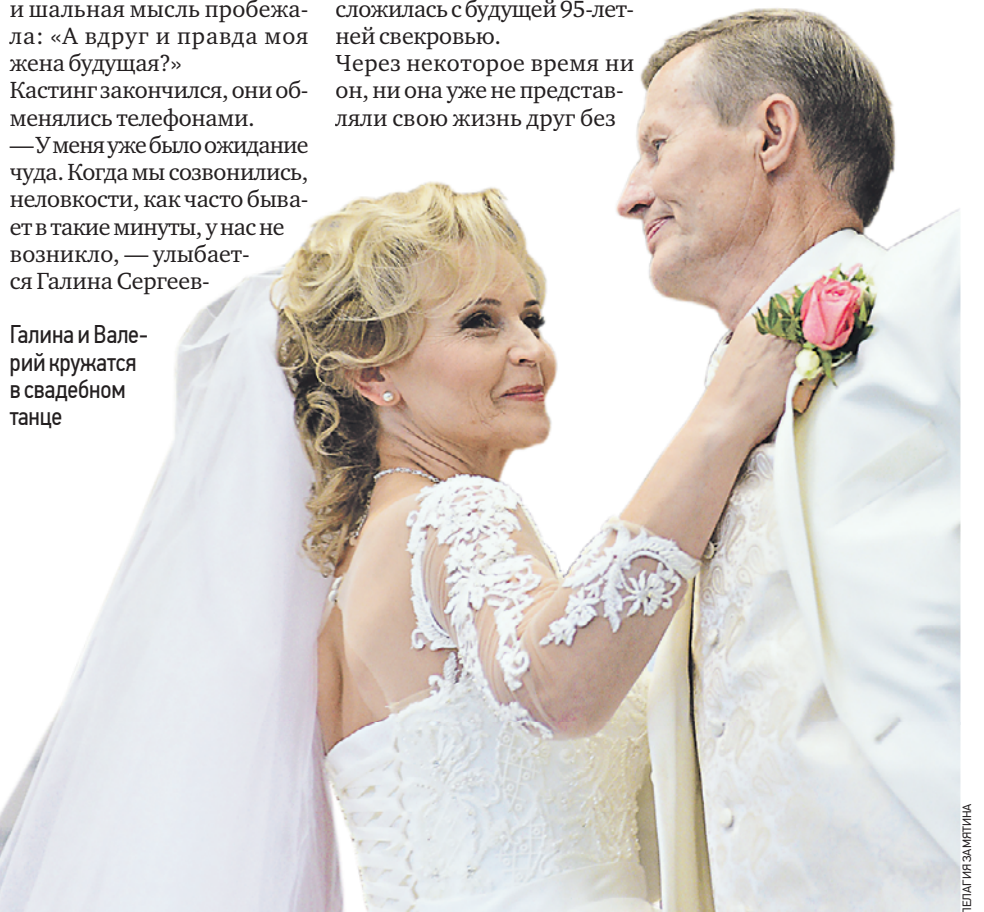 и шальная мысль пробежа-
ла: «А вдруг и правда моя
жена будущая?»
Кастинг закончился, они об-
менялись телефонами.
— У меня уже было ожидание
чуда. Когда мы созвонились,
неловкости, как часто быва-
ет в такие минуты, у нас не
возникло, — улыбает-
ся Галина Сергеев-
сложилась с будущей 95-лет-
ней свекровью.
Через некоторое время ни
он, ни она уже не представ-
ляли свою жизнь друг без
Галина и Вале-
рий кружатся
в свадебном
танце
ПЕЛАГИЯ ЗАМЯТИНА